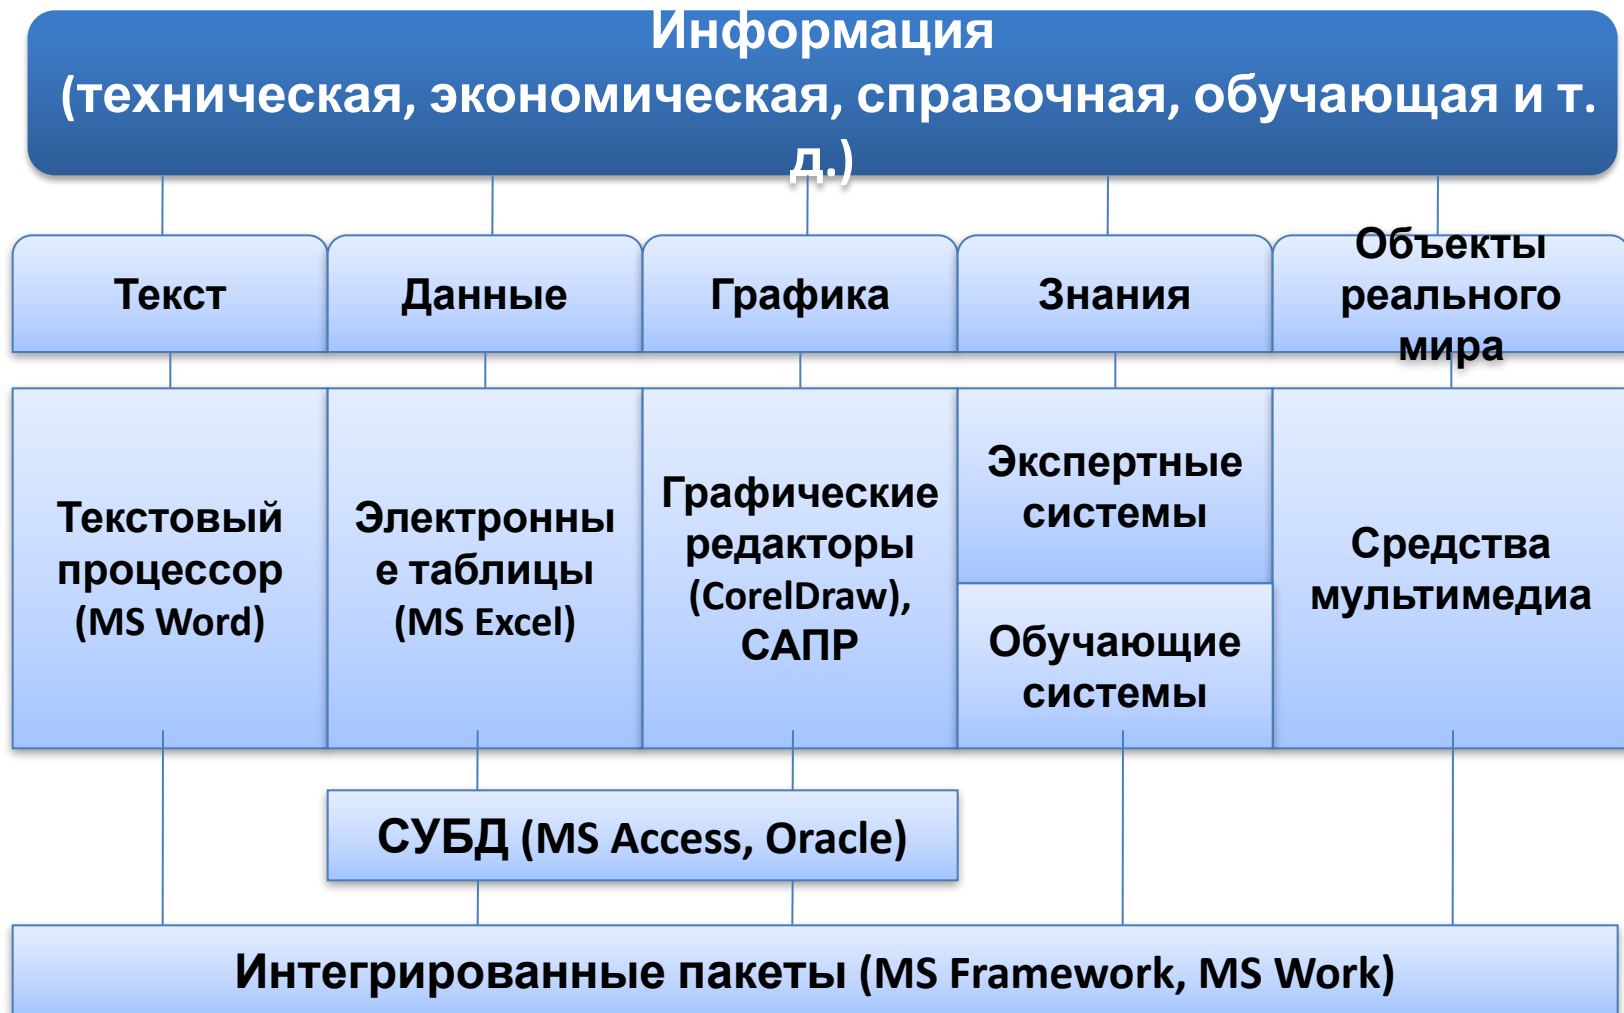 Информация
(техническая, экономическая, справочная, обучающая и т.
д.)
Текст
Данные
Графика
Знания
Объекты
реального
мира
Текстовый
процессор
(MS Word)
Электронны
е таблицы
(MS Excel)
Графические
редакторы
(CorelDraw),
САПР
Экспертные
системы
Обучающие
системы
Средства
мультимедиа
СУБД (MS Access, Oracle)
Интегрированные пакеты (MS Framework, MS Work)